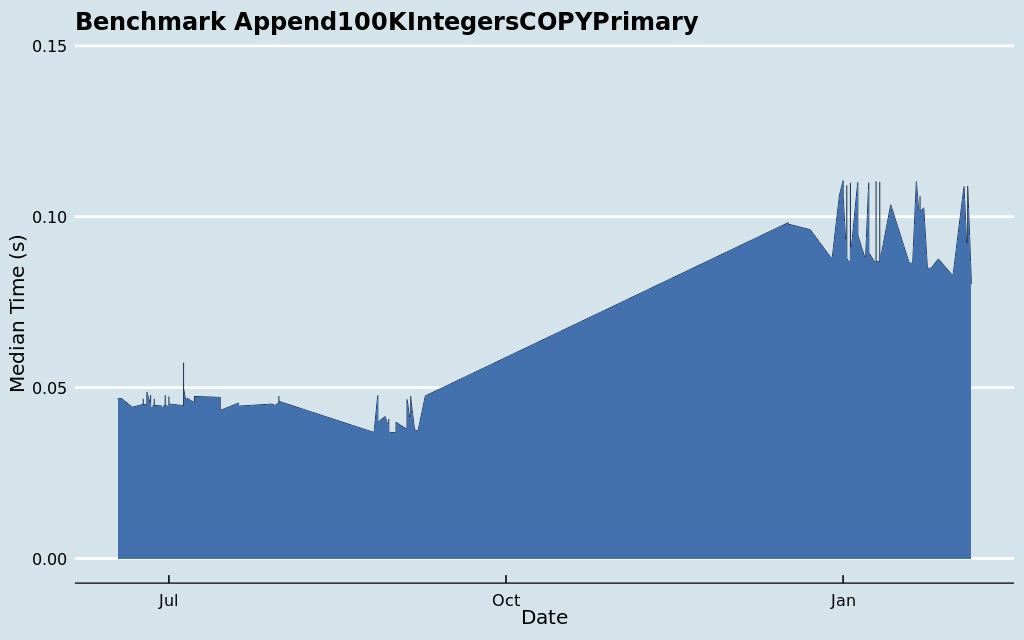 Benchmark Append100KIntegersCOPYPrimary
0.15
0.10
0.05
0.00
Median Time (s)
Jul
Oct
Jan
Date